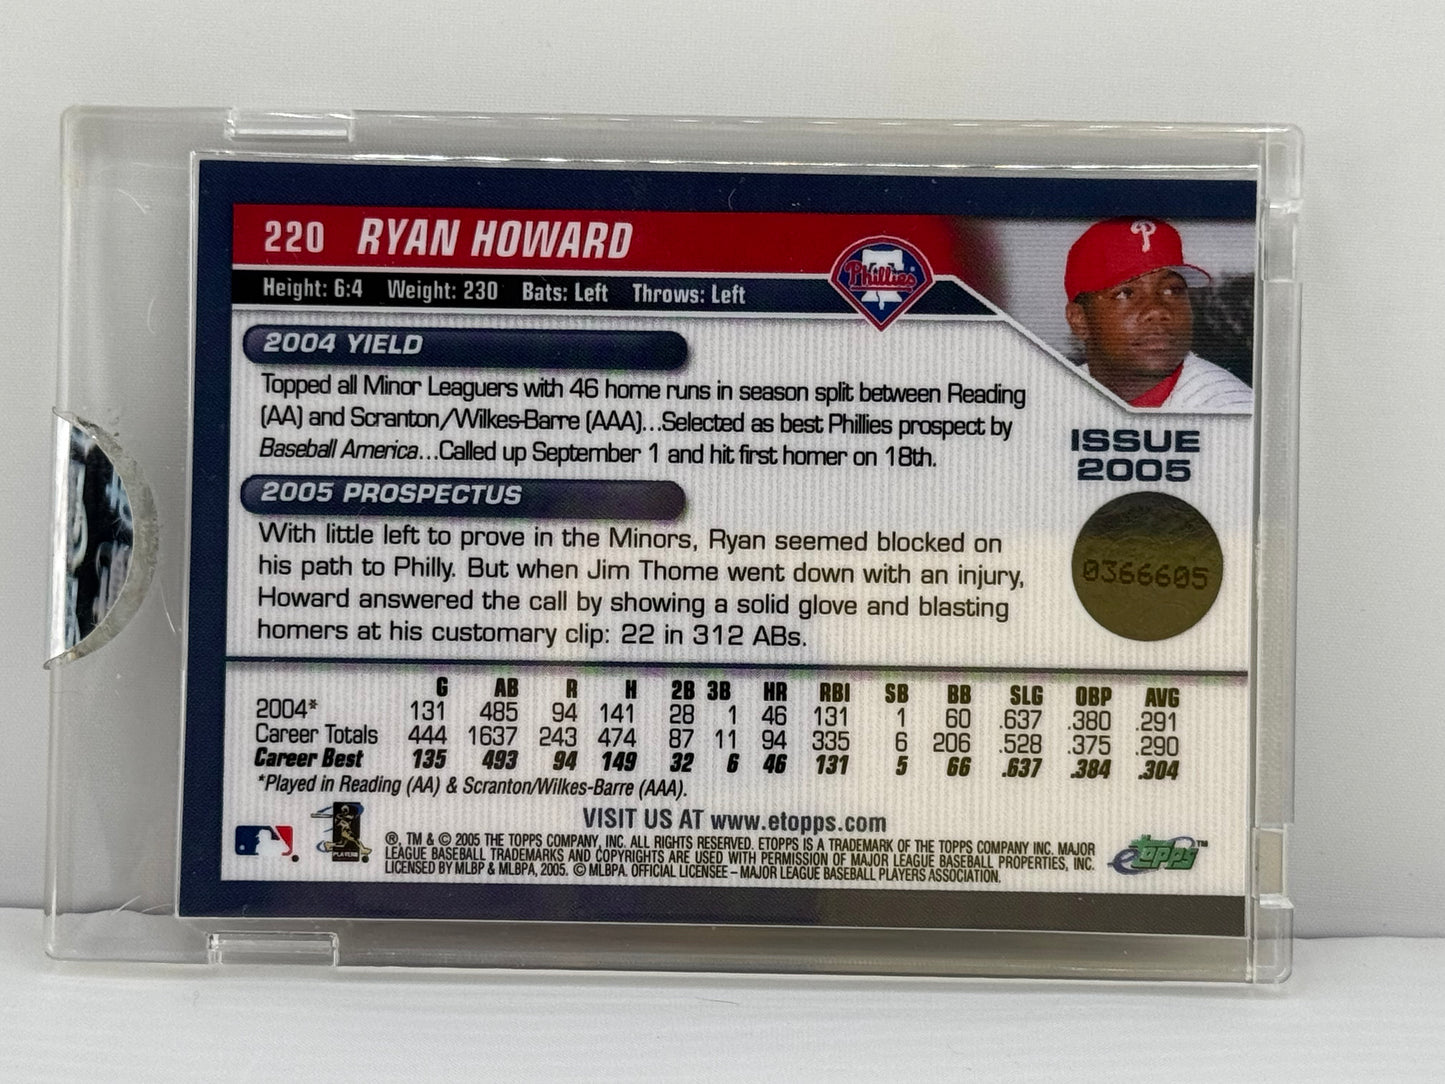 220 RYAN HOWARD
Height: 6:4 Weight: 230 Bats: Left Throws: Left
Phillies
2004 YIELD
Topped all Minor Leaguers with 46 home runs in season split between Reading
(AA) and Scranton/Wilkes-Barre (AAA)...Selected as best Phillies prospect by
Baseball America...Called up September 1 and hit first homer on 18th.
ISSUE
2005
2005 PROSPECTUS
With little left to prove in the Minors, Ryan seemed blocked on
his path to Philly. But when Jim Thome went down with an injury,
Howard answered the call by showing a solid glove and blasting
homers at his customary clip: 22 in 312 ABs.
0366605
G AB R H 2B 3B HR RBI SB BB SLG OBP AVG
2004* 131 485 94 141 28 1 46 131 1 60 .637 .380 .291
Career Totals 444 1637 243 474 87 11 94 335 6 206 .528 .375 .290
Career Best 135 493 94 149 32 6 46 131 5 66 .637 .384 .304
*Played in Reading (AA) & Scranton/Wilkes-Barre (AAA).
VISIT US AT www.etopps.com
®, TM & © 2005 THE TOPPS COMPANY, INC. ALL RIGHTS RESERVED. ETOPPS IS A TRADEMARK OF THE TOPPS COMPANY INC. MAJOR
LEAGUE BASEBALL TRADEMARKS AND COPYRIGHTS ARE USED WITH PERMISSION OF MAJOR LEAGUE BASEBALL PROPERTIES, INC.
LICENSED BY MLBP & MLBPA, 2005. © MLBPA. OFFICIAL LICENSEE – MAJOR LEAGUE BASEBALL PLAYERS ASSOCIATION.
PLAYERS
etopps™